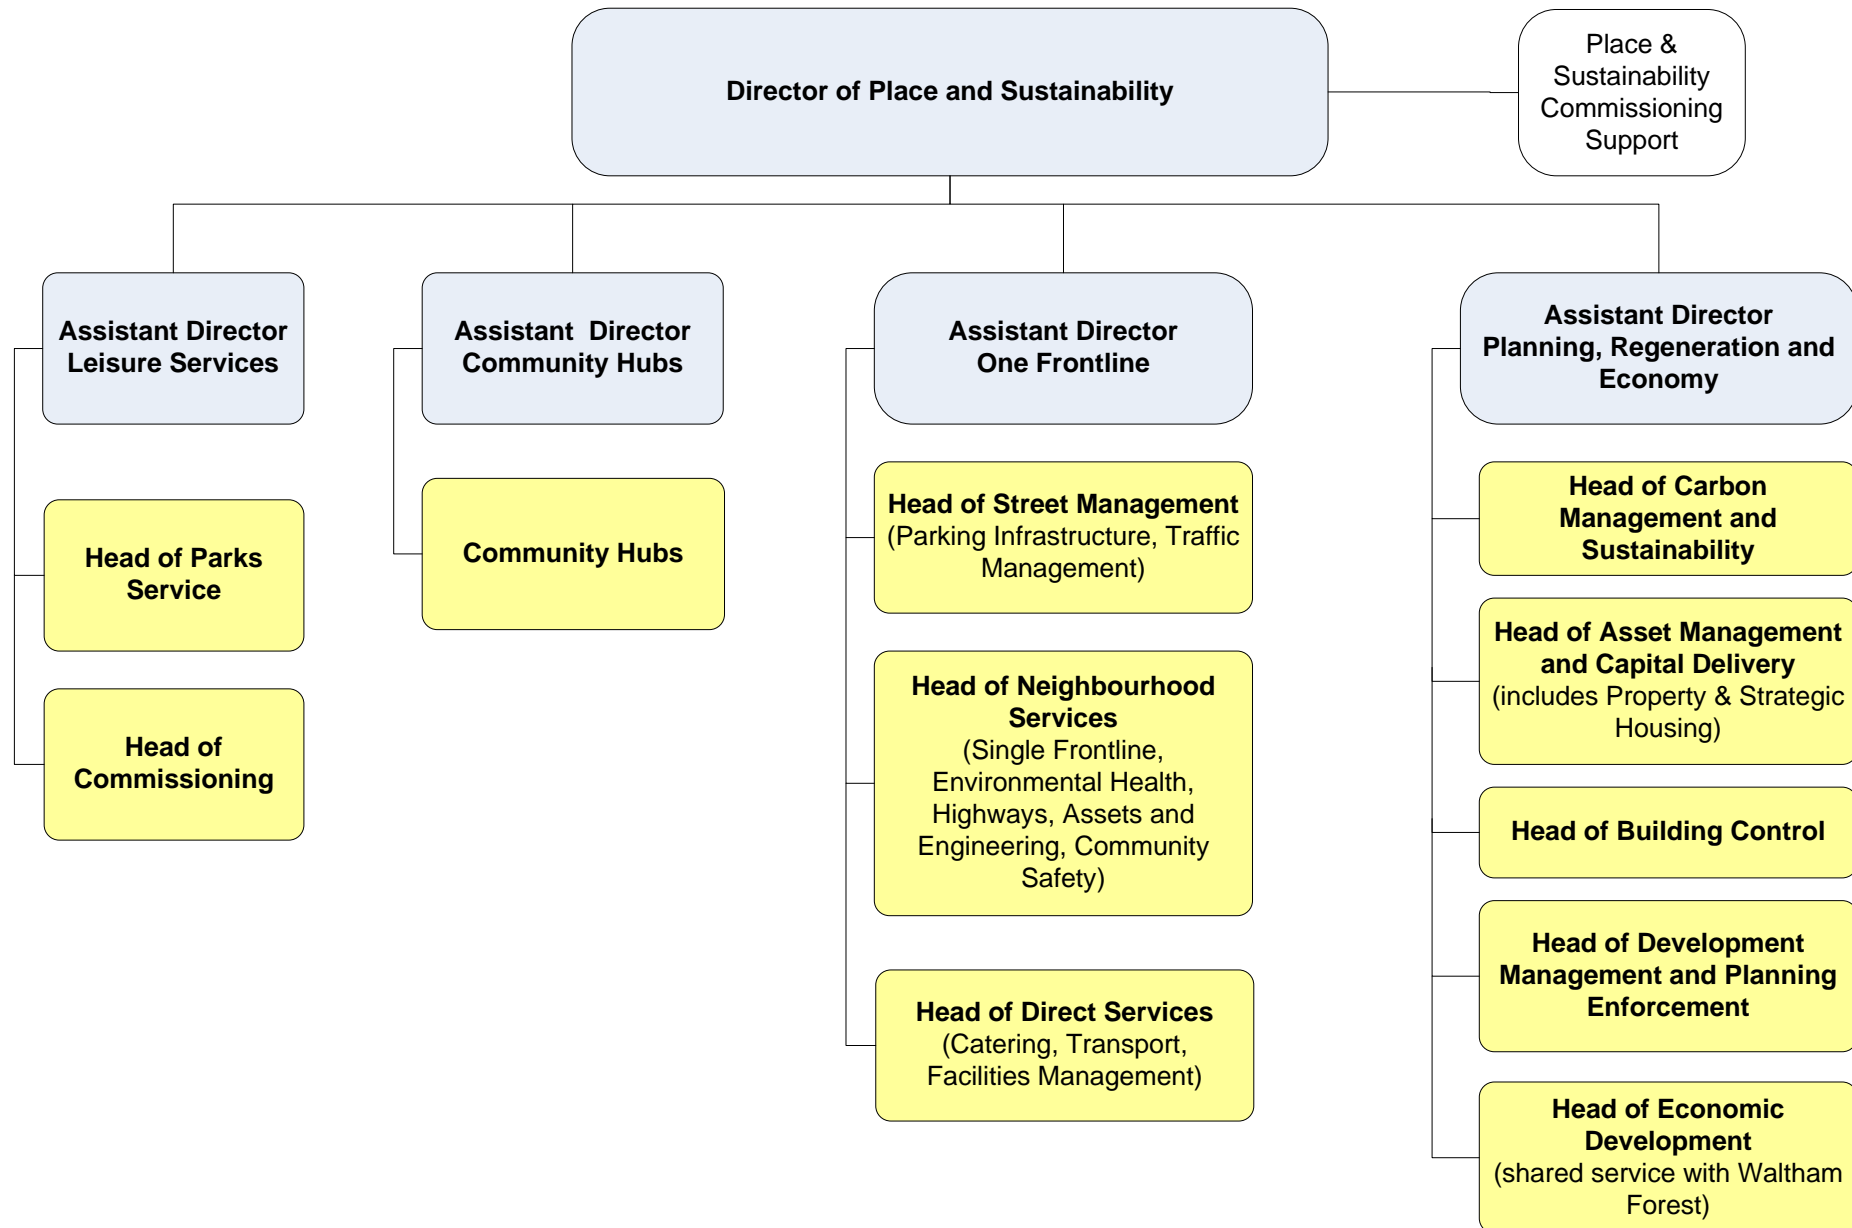 Director of Place and Sustainability
Place &
Sustainability
Commissioning
Support
Assistant Director
Leisure Services
Assistant  Director
Community Hubs
Assistant Director
One Frontline
Assistant Director
Planning, Regeneration and
Economy
Head of Parks
Service
Head of
Commissioning
Community Hubs
Head of Street Management
(Parking Infrastructure, Traffic
Management)
Head of Neighbourhood
Services
(Single Frontline,
Environmental Health,
Highways, Assets and
Engineering, Community
Safety)
Head of Direct Services
(Catering, Transport,
Facilities Management)
Head of Carbon
Management and
Sustainability
Head of Asset Management
and Capital Delivery
(includes Property & Strategic
Housing)
Head of Building Control
Head of Development
Management and Planning
Enforcement
Head of Economic
Development
(shared service with Waltham
Forest)